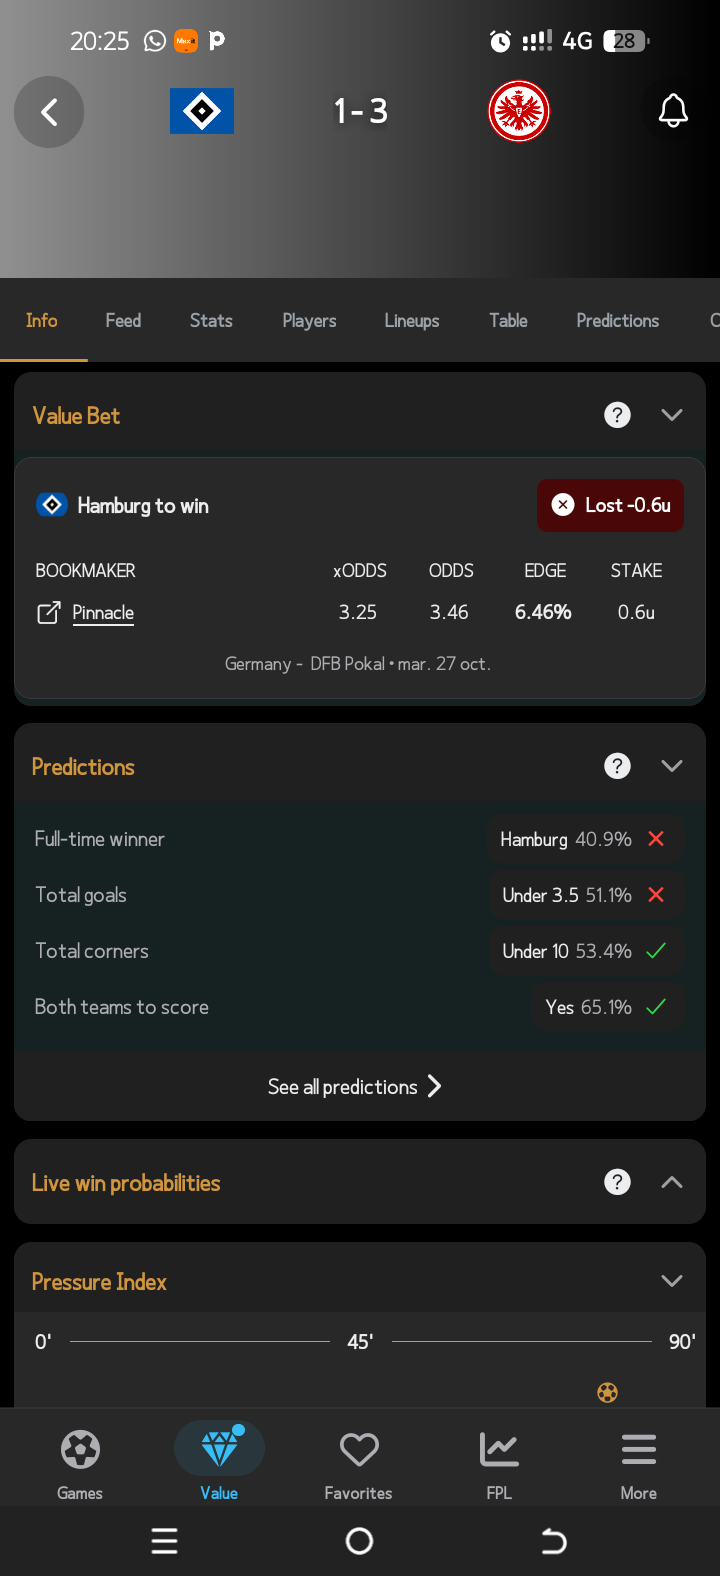 20:25 4G 28
1 - 3
Info Feed Stats Players Lineups Table Predictions
Value Bet ?
Hamburg to win Lost -0.6u
BOOKMAKER xODDS ODDS EDGE STAKE
Pinnacle 3.25 3.46 6.46% 0.6u
Germany - DFB Pokal • mar. 27 oct.
Predictions ?
Full-time winner Hamburg 40.9%
Total goals Under 3.5 51.1%
Total corners Under 10 53.4%
Both teams to score Yes 65.1%
See all predictions
Live win probabilities ?
Pressure Index
0' 45' 90'
Games Value Favorites FPL More